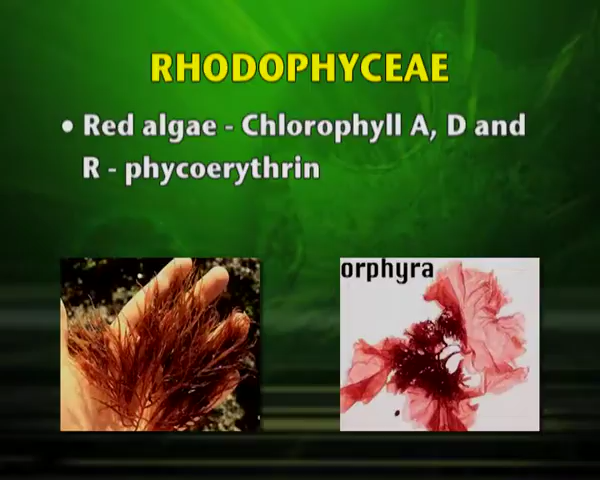 RHODOPHYCEAE
• Red algae - Chlorophyll A, D and
R - phycoerythrin
orphyra